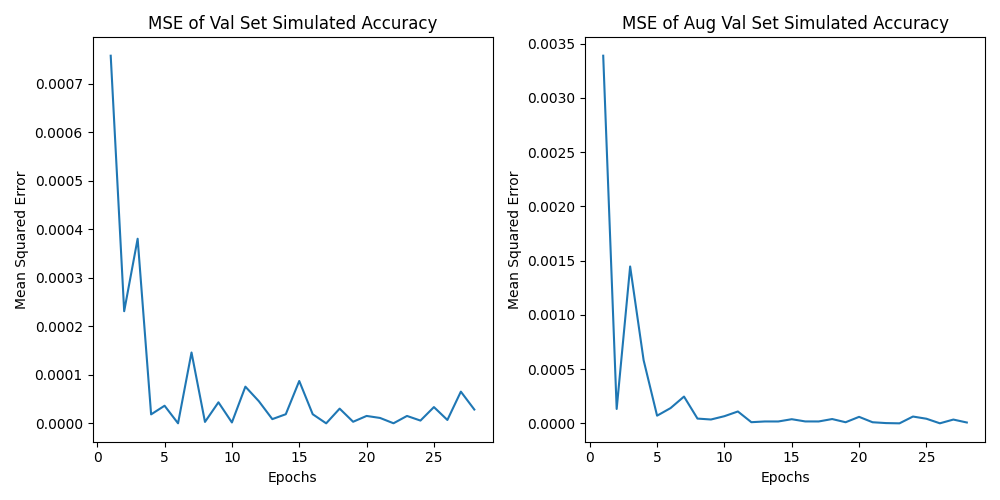 MSE of Val Set Simulated Accuracy
Mean Squared Error
0.0007
0.0006
0.0005
0.0004
0.0003
0.0002
0.0001
0.0000
0 5 10 15 20 25
Epochs
MSE of Aug Val Set Simulated Accuracy
Mean Squared Error
0.0035
0.0030
0.0025
0.0020
0.0015
0.0010
0.0005
0.0000
0 5 10 15 20 25
Epochs